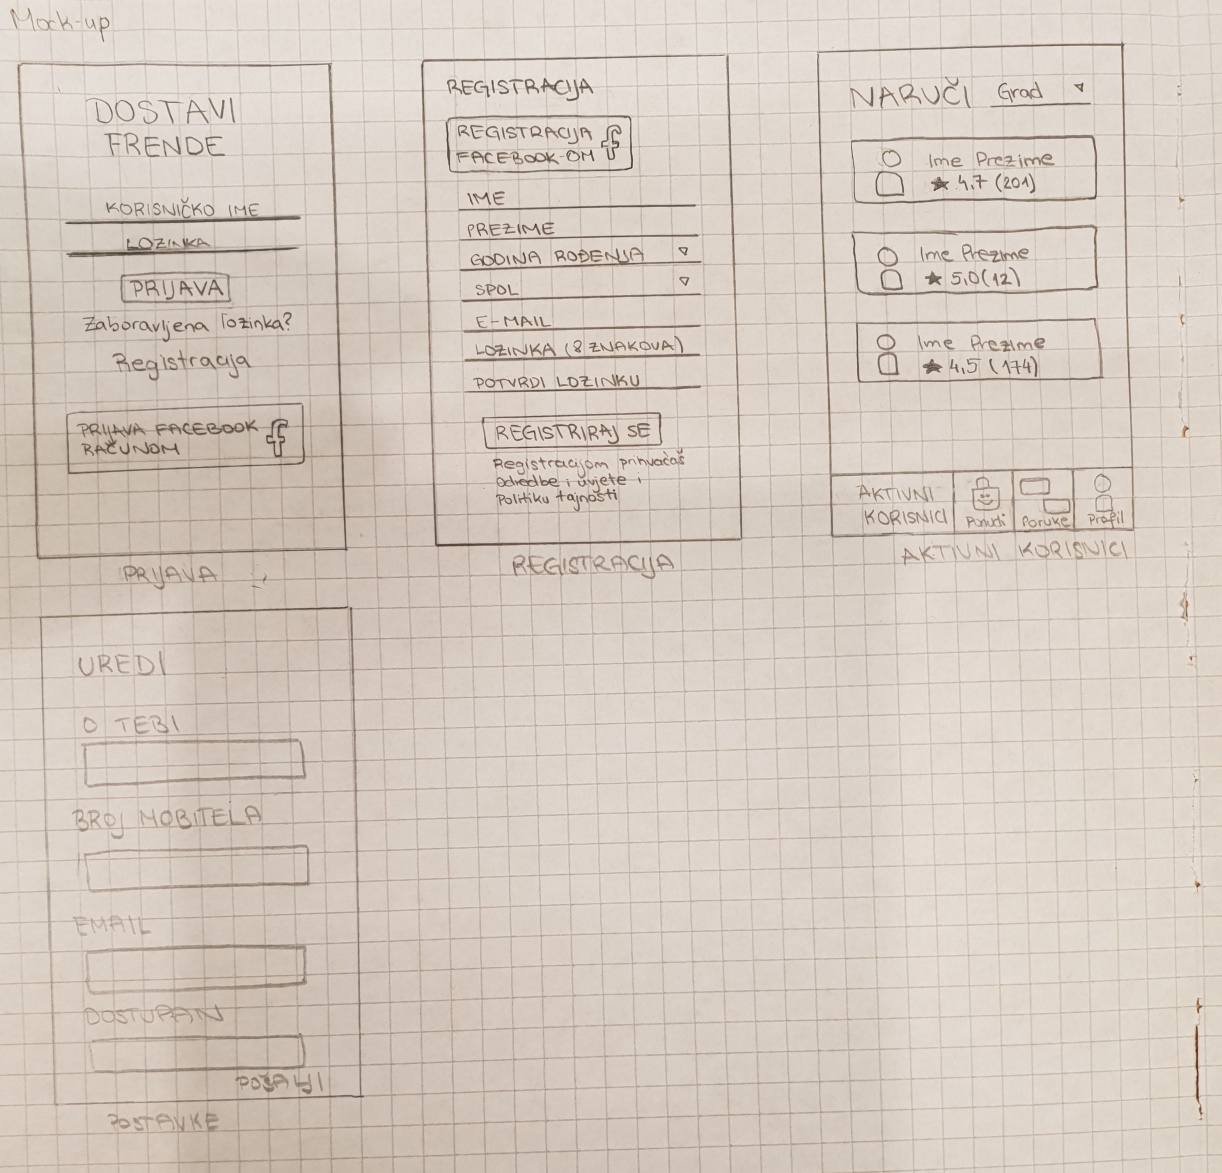 Mock-up
DOSTAVI
FRENDE
KORISNIČKO IME
LOZINKA
PRIJAVA
Zaboravljena lozinka?
Registracija
PRIJAVA FACEBOOK
RAČUNOM
PRIJAVA
REGISTRACIJA
REGISTRACIJA
FACEBOOK-OM
IME
PREZIME
GODINA ROĐENJA
SPOL
E-MAIL
LOZINKA (8 ZNAKOVA)
POTVRDI LOZINKU
REGISTRIRAJ SE
Registracijom prihvaćaš
odredbe i uvjete i
Politiku tajnosti
REGISTRACIJA
NARUČI Grad
Ime Prezime
★ 4,7 (201)
Ime Prezime
★ 5,0 (12)
Ime Prezime
★ 4,5 (174)
AKTIVNI
KORISNICI
Ponudi
Poruke
Profil
AKTIVNI KORISNICI
UREDI
O TEBI
BROJ MOBITELA
EMAIL
DOSTUPAN
POSTAVKE